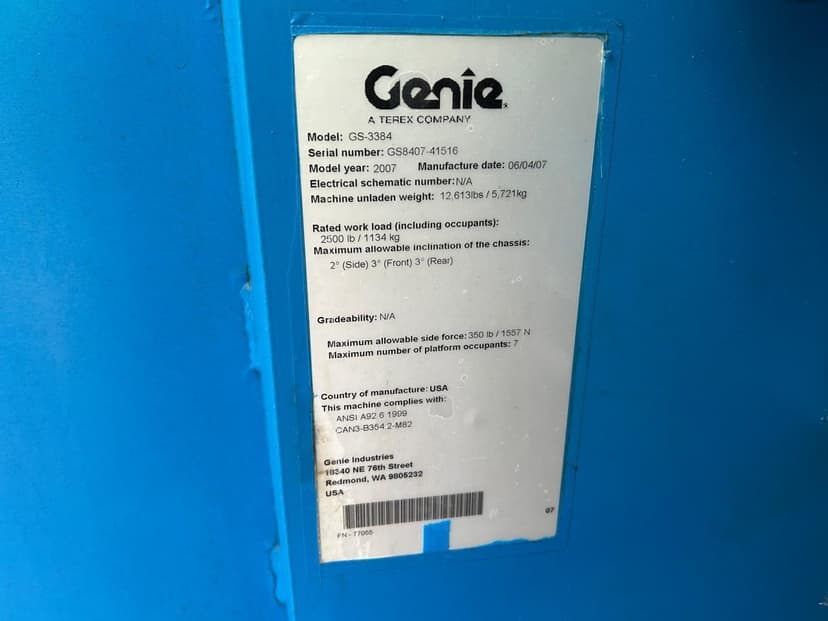 Genie
A TEREX COMPANY
Model: GS-3384
Serial number: GS8407-41516
Model year: 2007 Manufacture date: 06/04/07
Electrical schematic number: N/A
Machine unladen weight: 12,613lbs / 5,721kg
Rated work load (including occupants):
2500 lb / 1134 kg
Maximum allowable inclination of the chassis:
2° (Side) 3° (Front) 3° (Rear)
Gradeability: N/A
Maximum allowable side force: 350 lb / 1557 N
Maximum number of platform occupants: 7
Country of manufacture: USA
This machine complies with:
ANSI A92.6 1999
CAN3-B354.2-M82
Genie Industries
18340 NE 76th Street
Redmond, WA 9805232
USA
07
FN - 77055